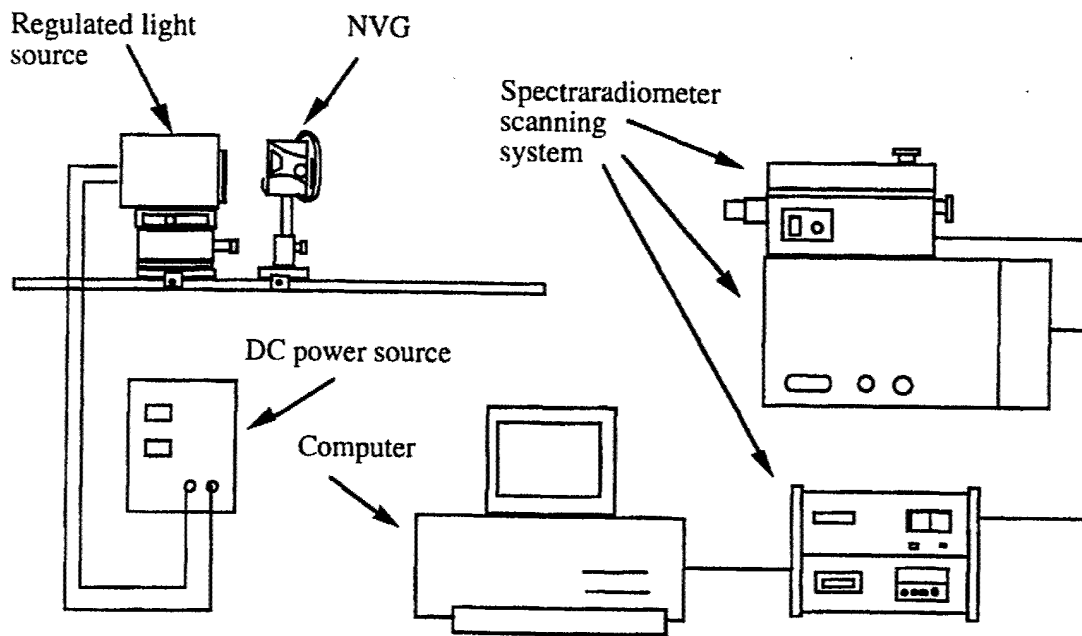 Regulated light
source
NVG
Spectraradiometer
scanning
system
DC power source
Computer